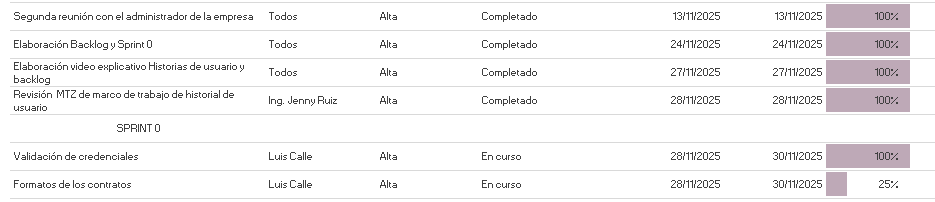 Segunda reunión con el administrador de la empresa Todos Alta Completado 13/11/2025 13/11/2025 100%
Elaboración Backlog y Sprint 0 Todos Alta Completado 24/11/2025 24/11/2025 100%
Elaboración video explicativo Historias de usuario y
backlog Todos Alta Completado 27/11/2025 27/11/2025 100%
Revisión MTZ de marco de trabajo de historial de
usuario Ing. Jenny Ruiz Alta Completado 28/11/2025 28/11/2025 100%
SPRINT 0
Validación de credenciales Luis Calle Alta En curso 28/11/2025 30/11/2025 100%
Formatos de los contratos Luis Calle Alta En curso 28/11/2025 30/11/2025 25%